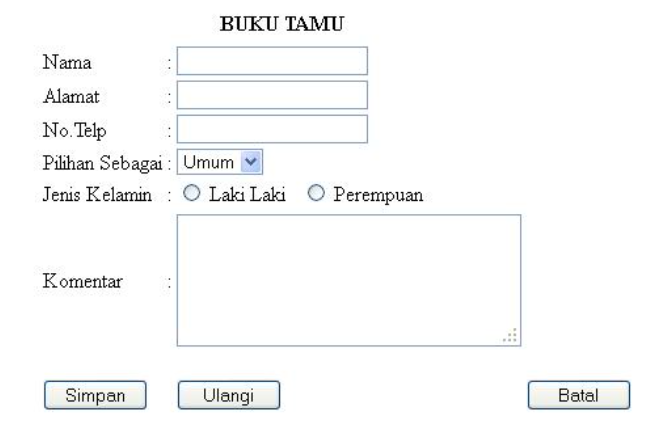 BUKU TAMU
Nama :
Alamat :
No.Telp :
Pilihan Sebagai : Umum
Jenis Kelamin : Laki Laki Perempuan
Komentar :
Simpan Ulangi Batal